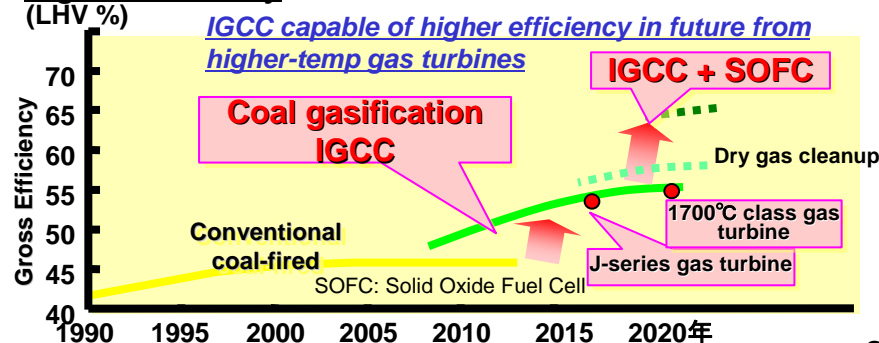 (LHV %)
IGCC capable of higher efficiency in future from
higher-temp gas turbines
70
65
60
55
50
45
40
Gross Efficiency
IGCC + SOFC
Coal gasification
IGCC
Dry gas cleanup
1700℃ class gas
turbine
Conventional
coal-fired
J-series gas turbine
SOFC: Solid Oxide Fuel Cell
1990 1995 2000 2005 2010 2015 2020年